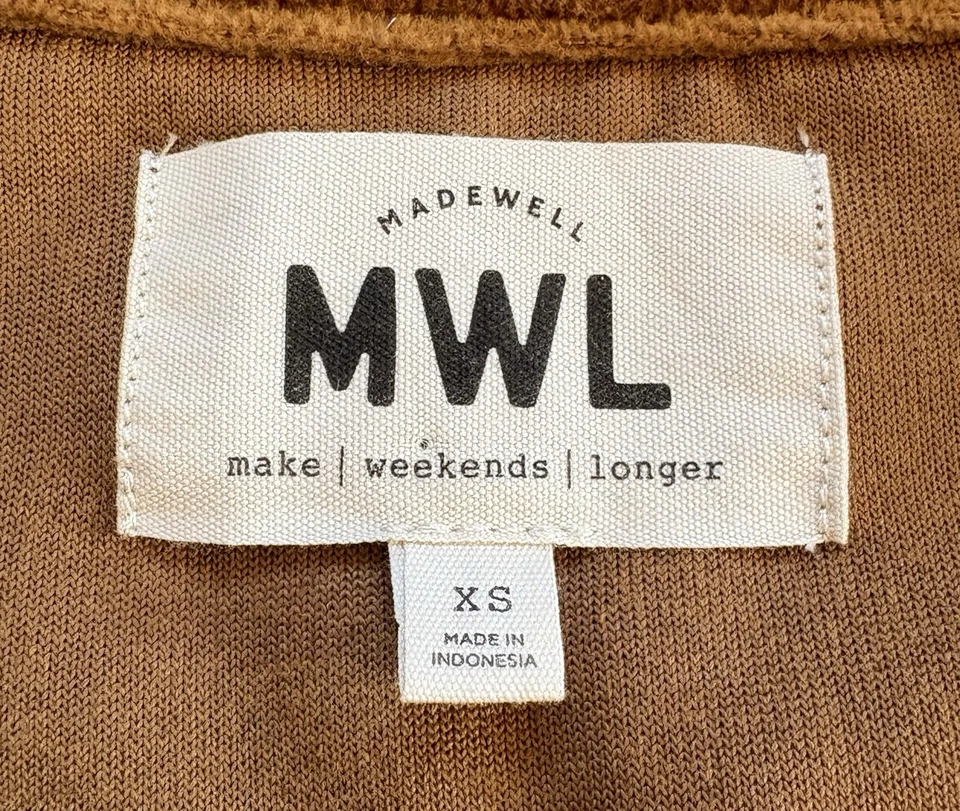 MADEWELL
MWL
make | weekends | longer
XS
MADE IN
INDONESIA